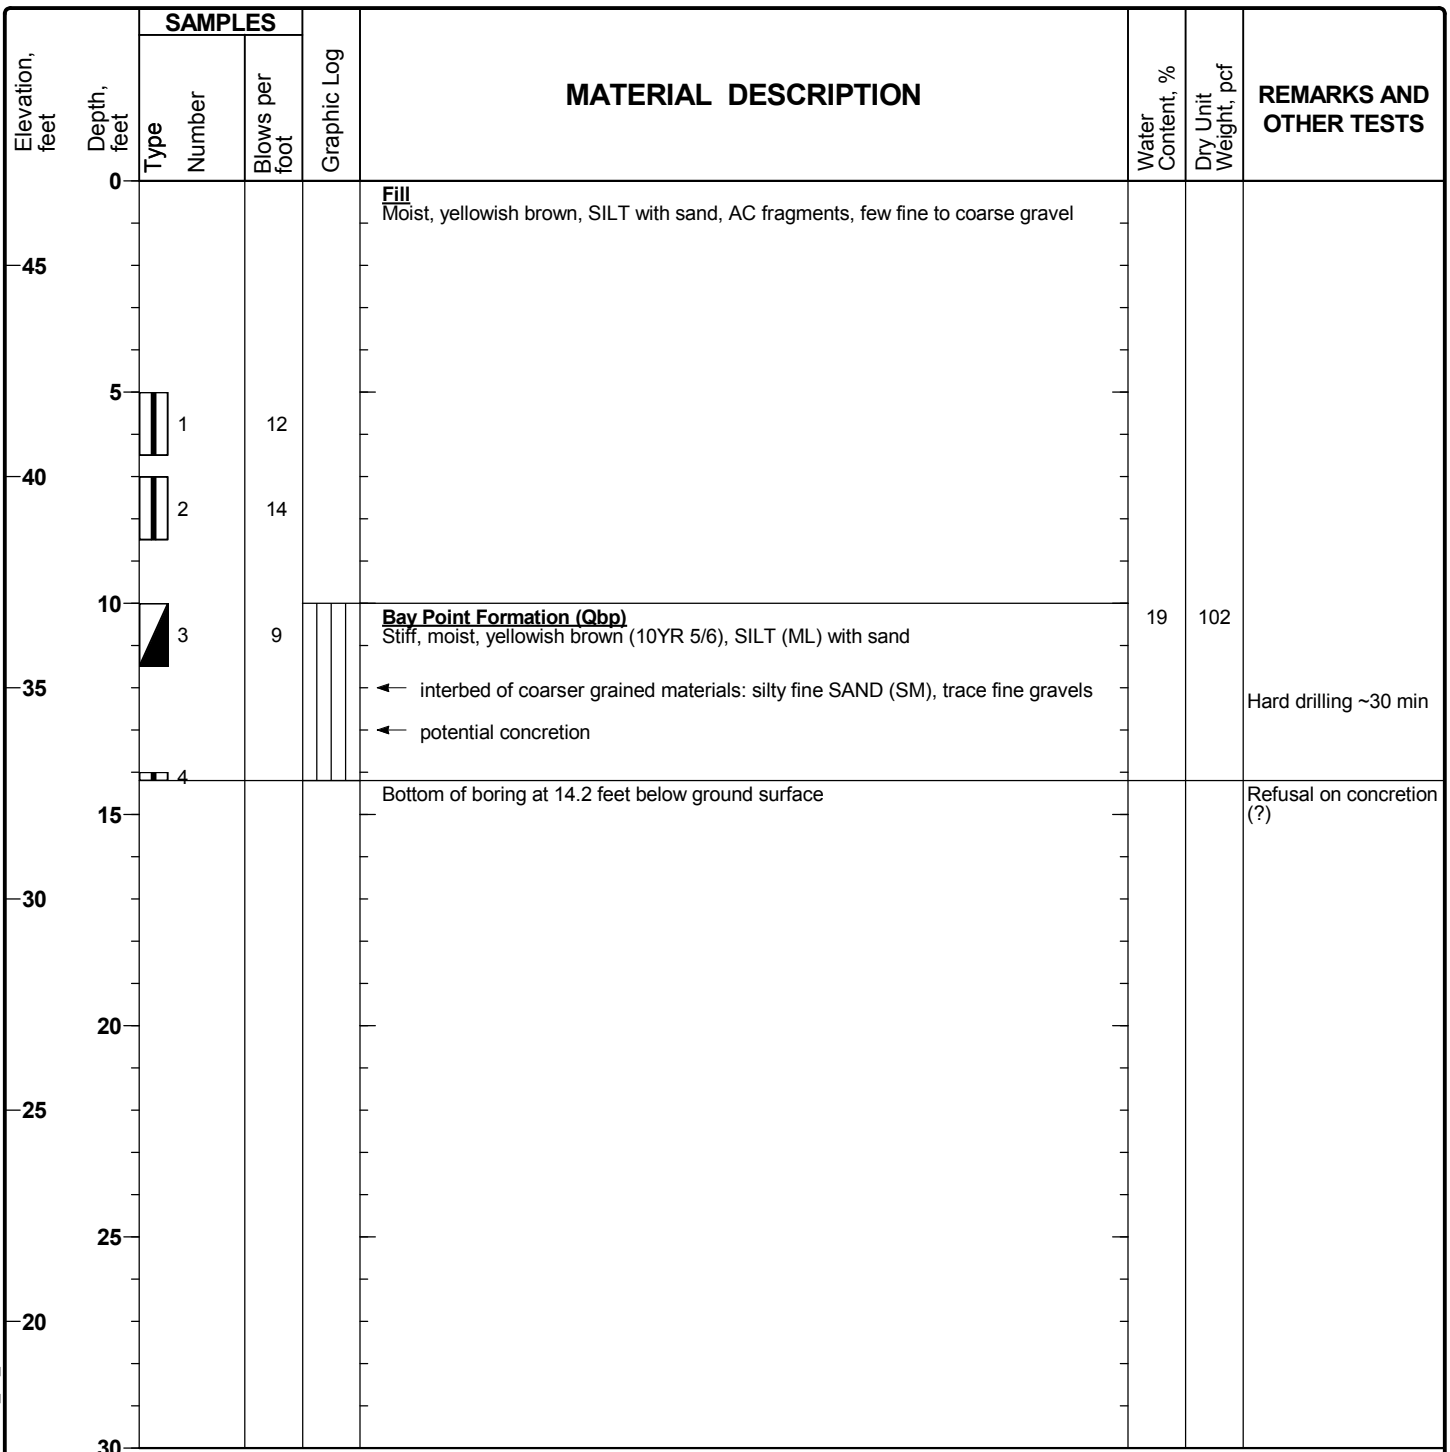 SAMPLES
Elevation,
feet
Depth,
feet
Type
Number
Blows per
foot
Graphic Log
MATERIAL DESCRIPTION
Water
Content, %
Dry Unit
Weight, pcf
REMARKS AND
OTHER TESTS
0
Fill
Moist, yellowish brown, SILT with sand, AC fragments, few fine to coarse gravel
45
5
1 12
40
2 14
10
Bay Point Formation (Qbp) 19 102
3 9 Stiff, moist, yellowish brown (10YR 5/6), SILT (ML) with sand
35 interbed of coarser grained materials: silty fine SAND (SM), trace fine gravels
Hard drilling ~30 min
potential concretion
4
Bottom of boring at 14.2 feet below ground surface Refusal on concretion
15 (?)
30
20
25
25
20
30